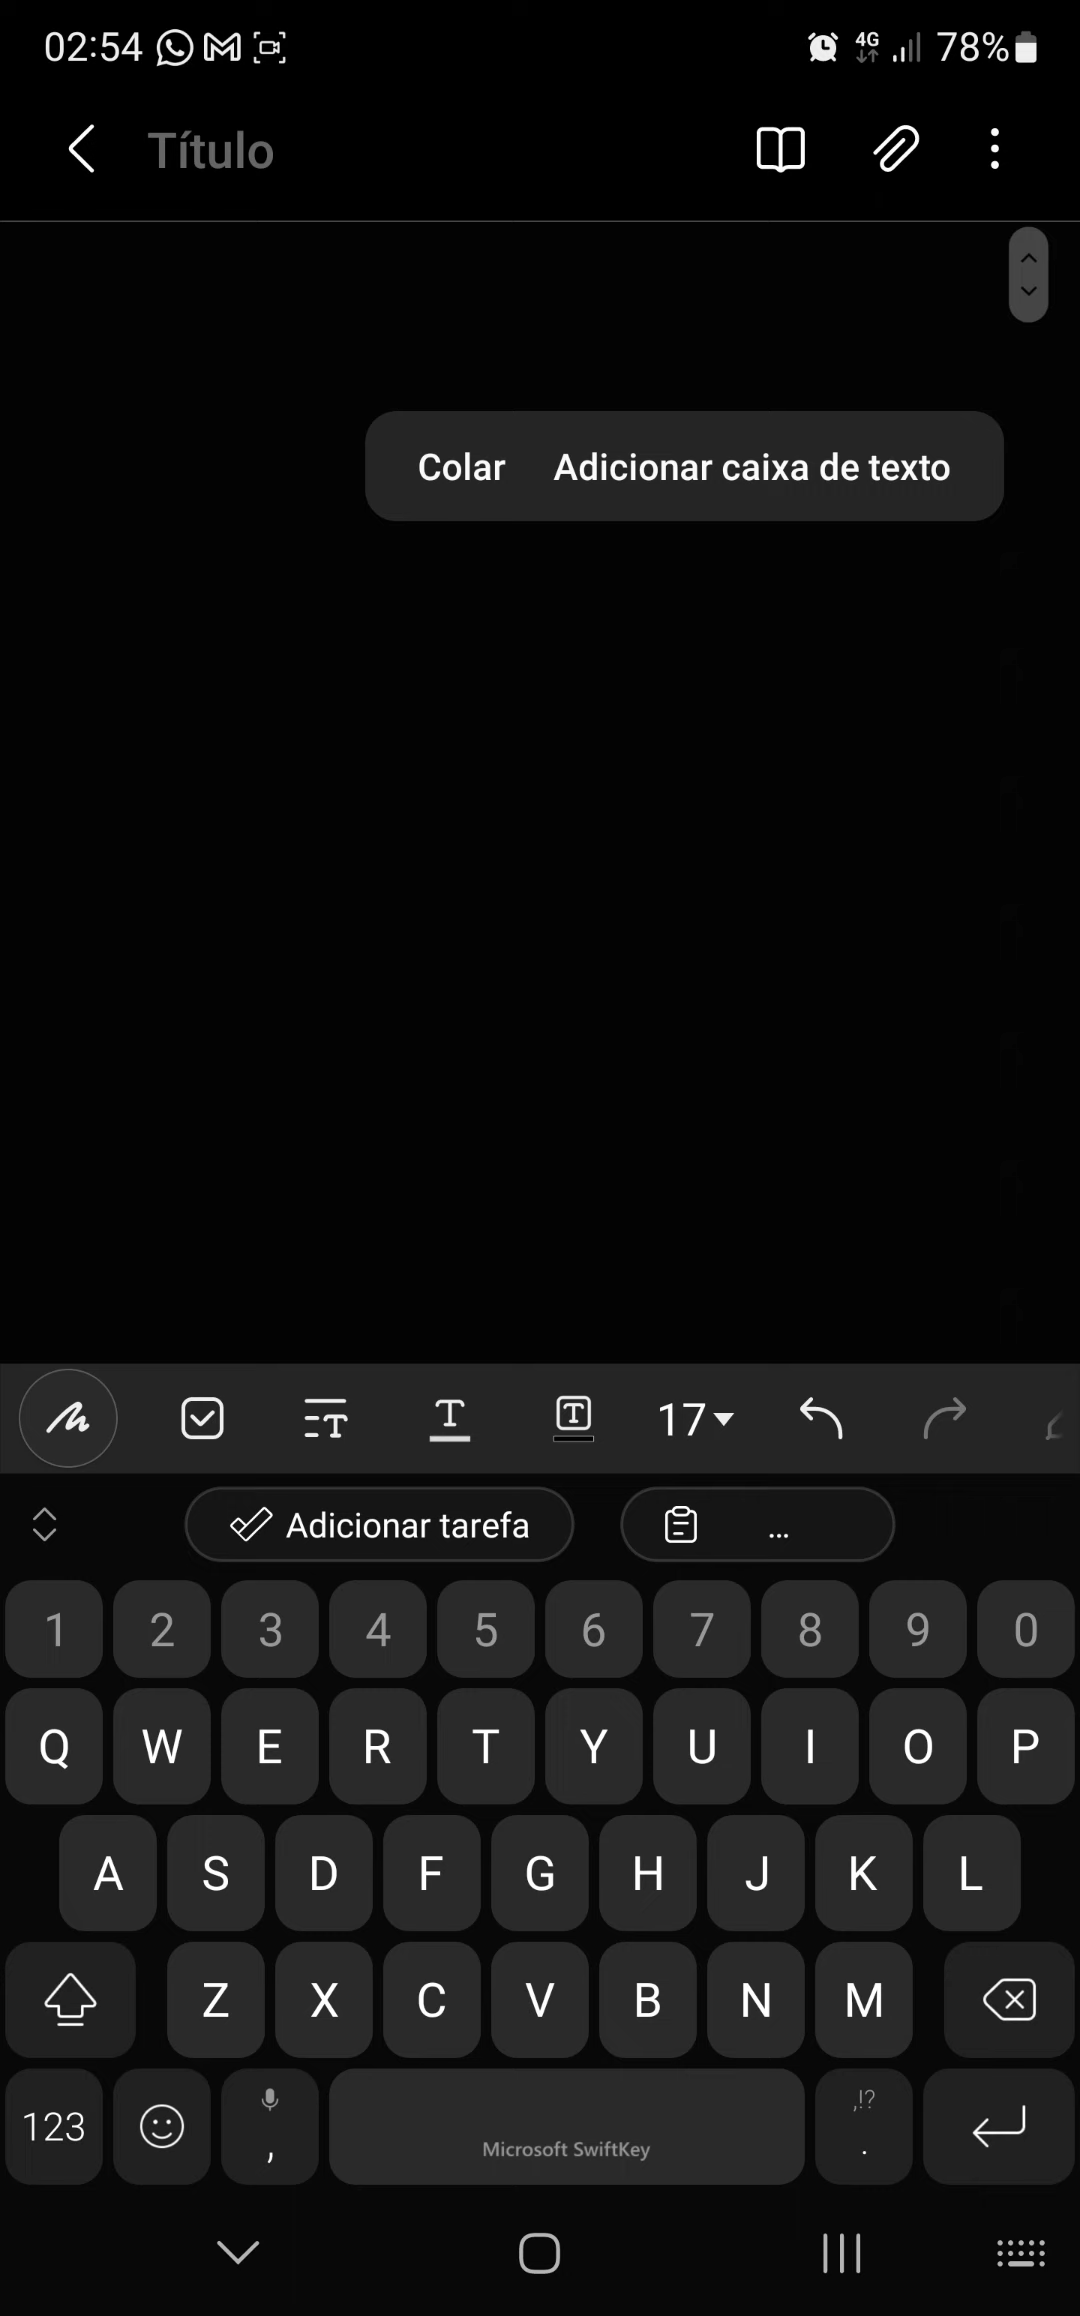 02:54 4G 78%
Título
Colar Adicionar caixa de texto
17
Adicionar tarefa ...
1 2 3 4 5 6 7 8 9 0
Q W E R T Y U I O P
A S D F G H J K L
Z X C V B N M
123 , Microsoft SwiftKey ,!? .